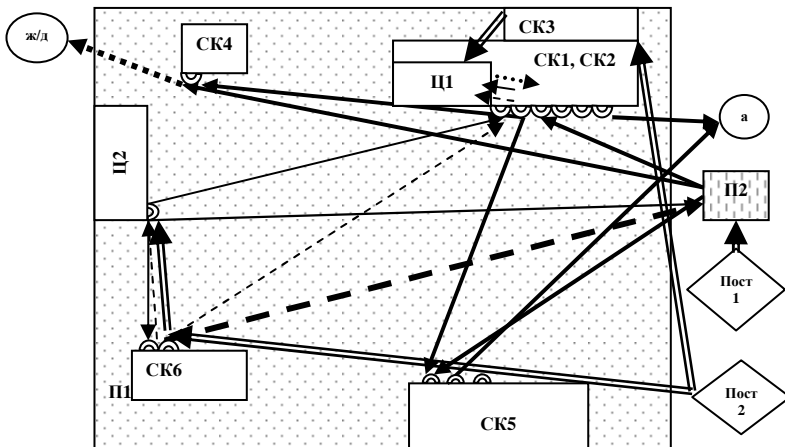 ж/д
СК4
СК3
СК1, СК2
Ц1
а
Ц2
П2
Пост
1
СК6
П1
Пост
2
СК5